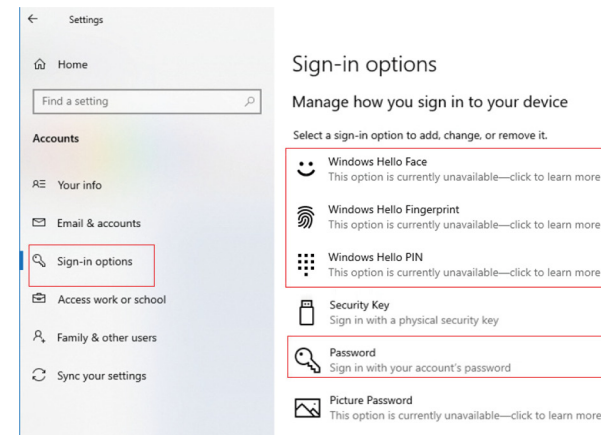 Settings
Home
Find a setting
Accounts
Your info
Email & accounts
Sign-in options
Access work or school
Family & other users
Sync your settings
Sign-in options
Manage how you sign in to your device
Select a sign-in option to add, change, or remove it.
Windows Hello Face
This option is currently unavailable—click to learn more
Windows Hello Fingerprint
This option is currently unavailable—click to learn more
Windows Hello PIN
This option is currently unavailable—click to learn more
Security Key
Sign in with a physical security key
Password
Sign in with your account's password
Picture Password
This option is currently unavailable—click to learn more